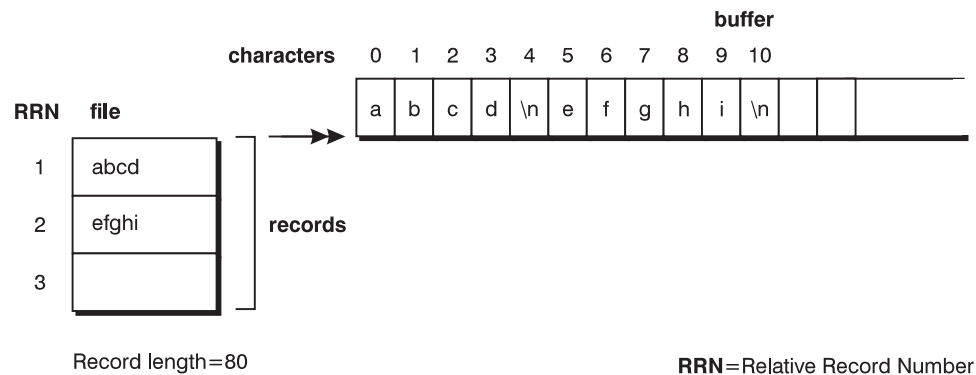 buffer
characters 0 1 2 3 4 5 6 7 8 9 10
a b c d \n e f g h i \n
RRN file
1 abcd
2 efghi
records
3
Record length=80
RRN=Relative Record Number